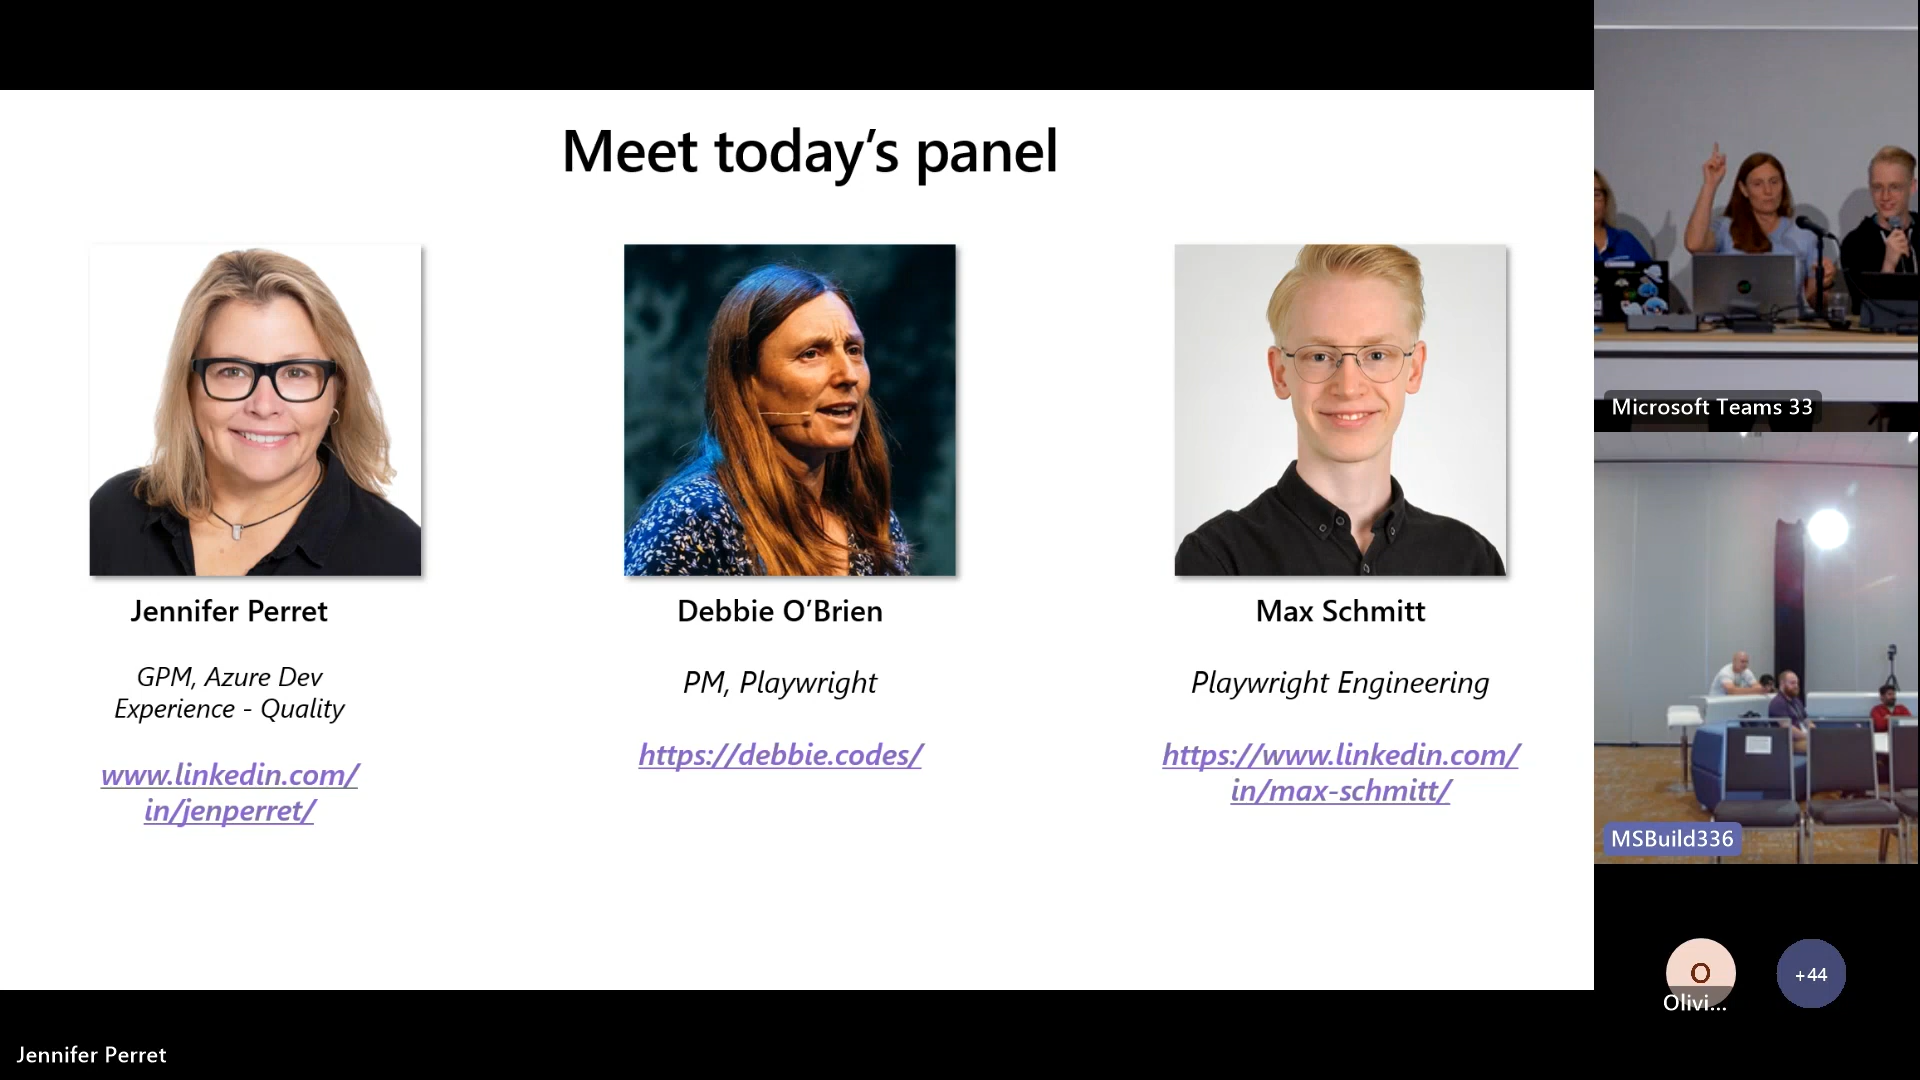 Meet today’s panel
Jennifer Perret
GPM, Azure Dev
Experience - Quality
www.linkedin.com/
in/jenperret/
Debbie O’Brien
PM, Playwright
https://debbie.codes/
Max Schmitt
Playwright Engineering
https://www.linkedin.com/
in/max-schmitt/
Microsoft Teams 33
MSBuild336
O
Olivi...
+44
Jennifer Perret